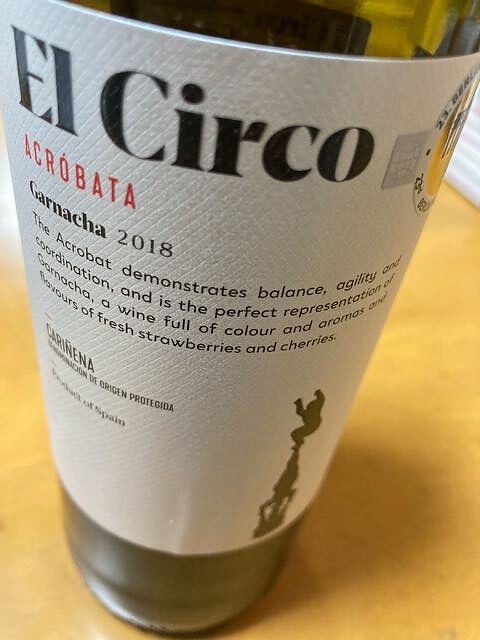 El Circo
ACRÓBATA
Garnacha 2018
The Acrobat demonstrates balance, agility and
coordination, and is the perfect representation of
Garnacha, a wine full of colour and aromas and
flavours of fresh strawberries and cherries.
CARIÑENA
DENOMINACIÓN DE ORIGEN PROTEGIDA
Product of Spain